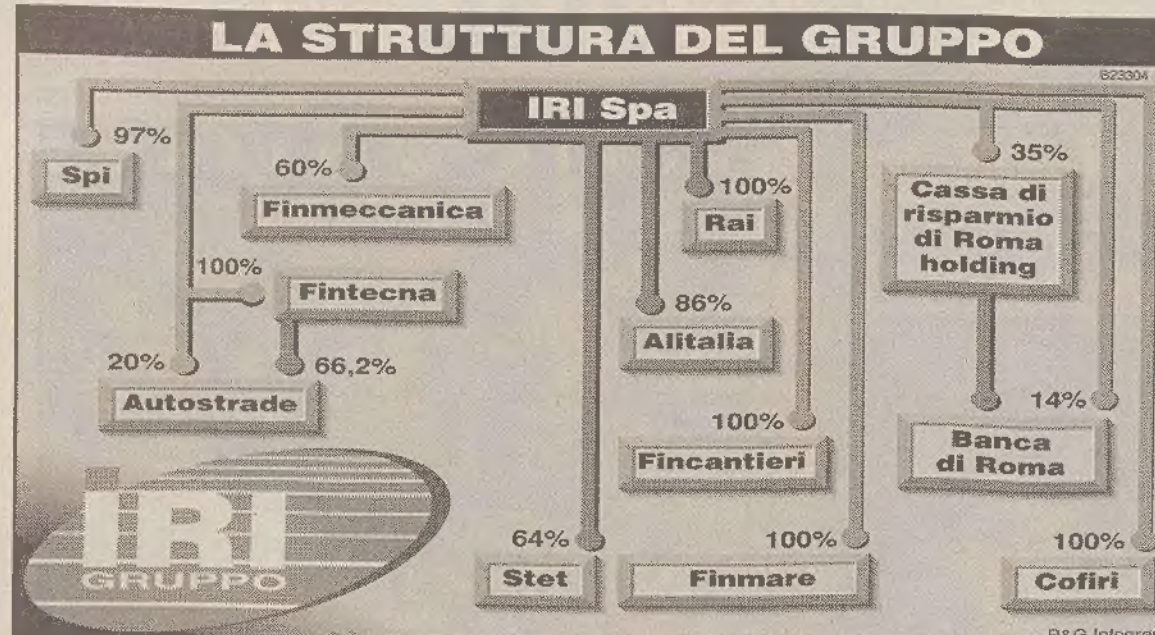 LA STRUTTURA DEL GRUPPO
B23304
IRI Spa
97%
Spi
60%
Finmeccanica
100%
Fintecna
20%
66,2%
Autostrade
100%
Rai
86%
Alitalia
100%
Fincantieri
64%
Stet
100%
Finmare
35%
Cassa di
risparmio
di Roma
holding
14%
Banca
di Roma
100%
Cofiri
IRI
GRUPPO